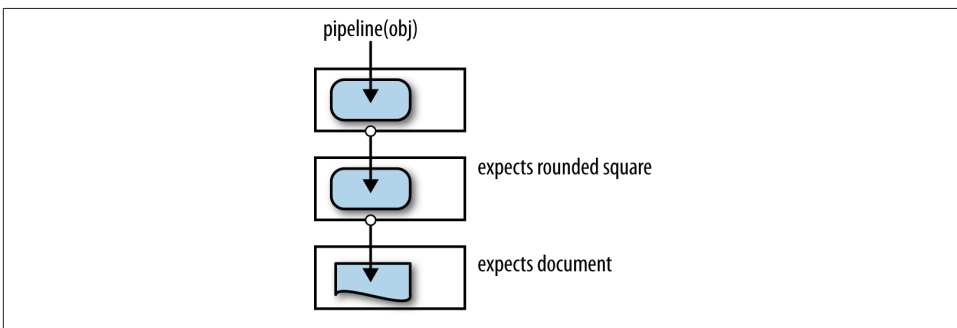 pipeline(obj)
expects rounded square
expects document